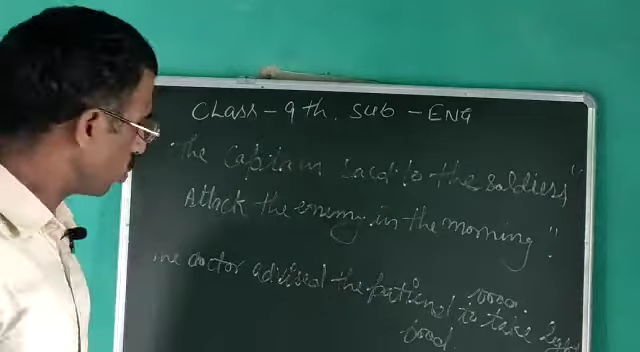 CLASS - 9th. Sub - ENG
The Captain said to the soldiers, "
Attack the enemy in the morning."
The doctor advised the patient to take
food.